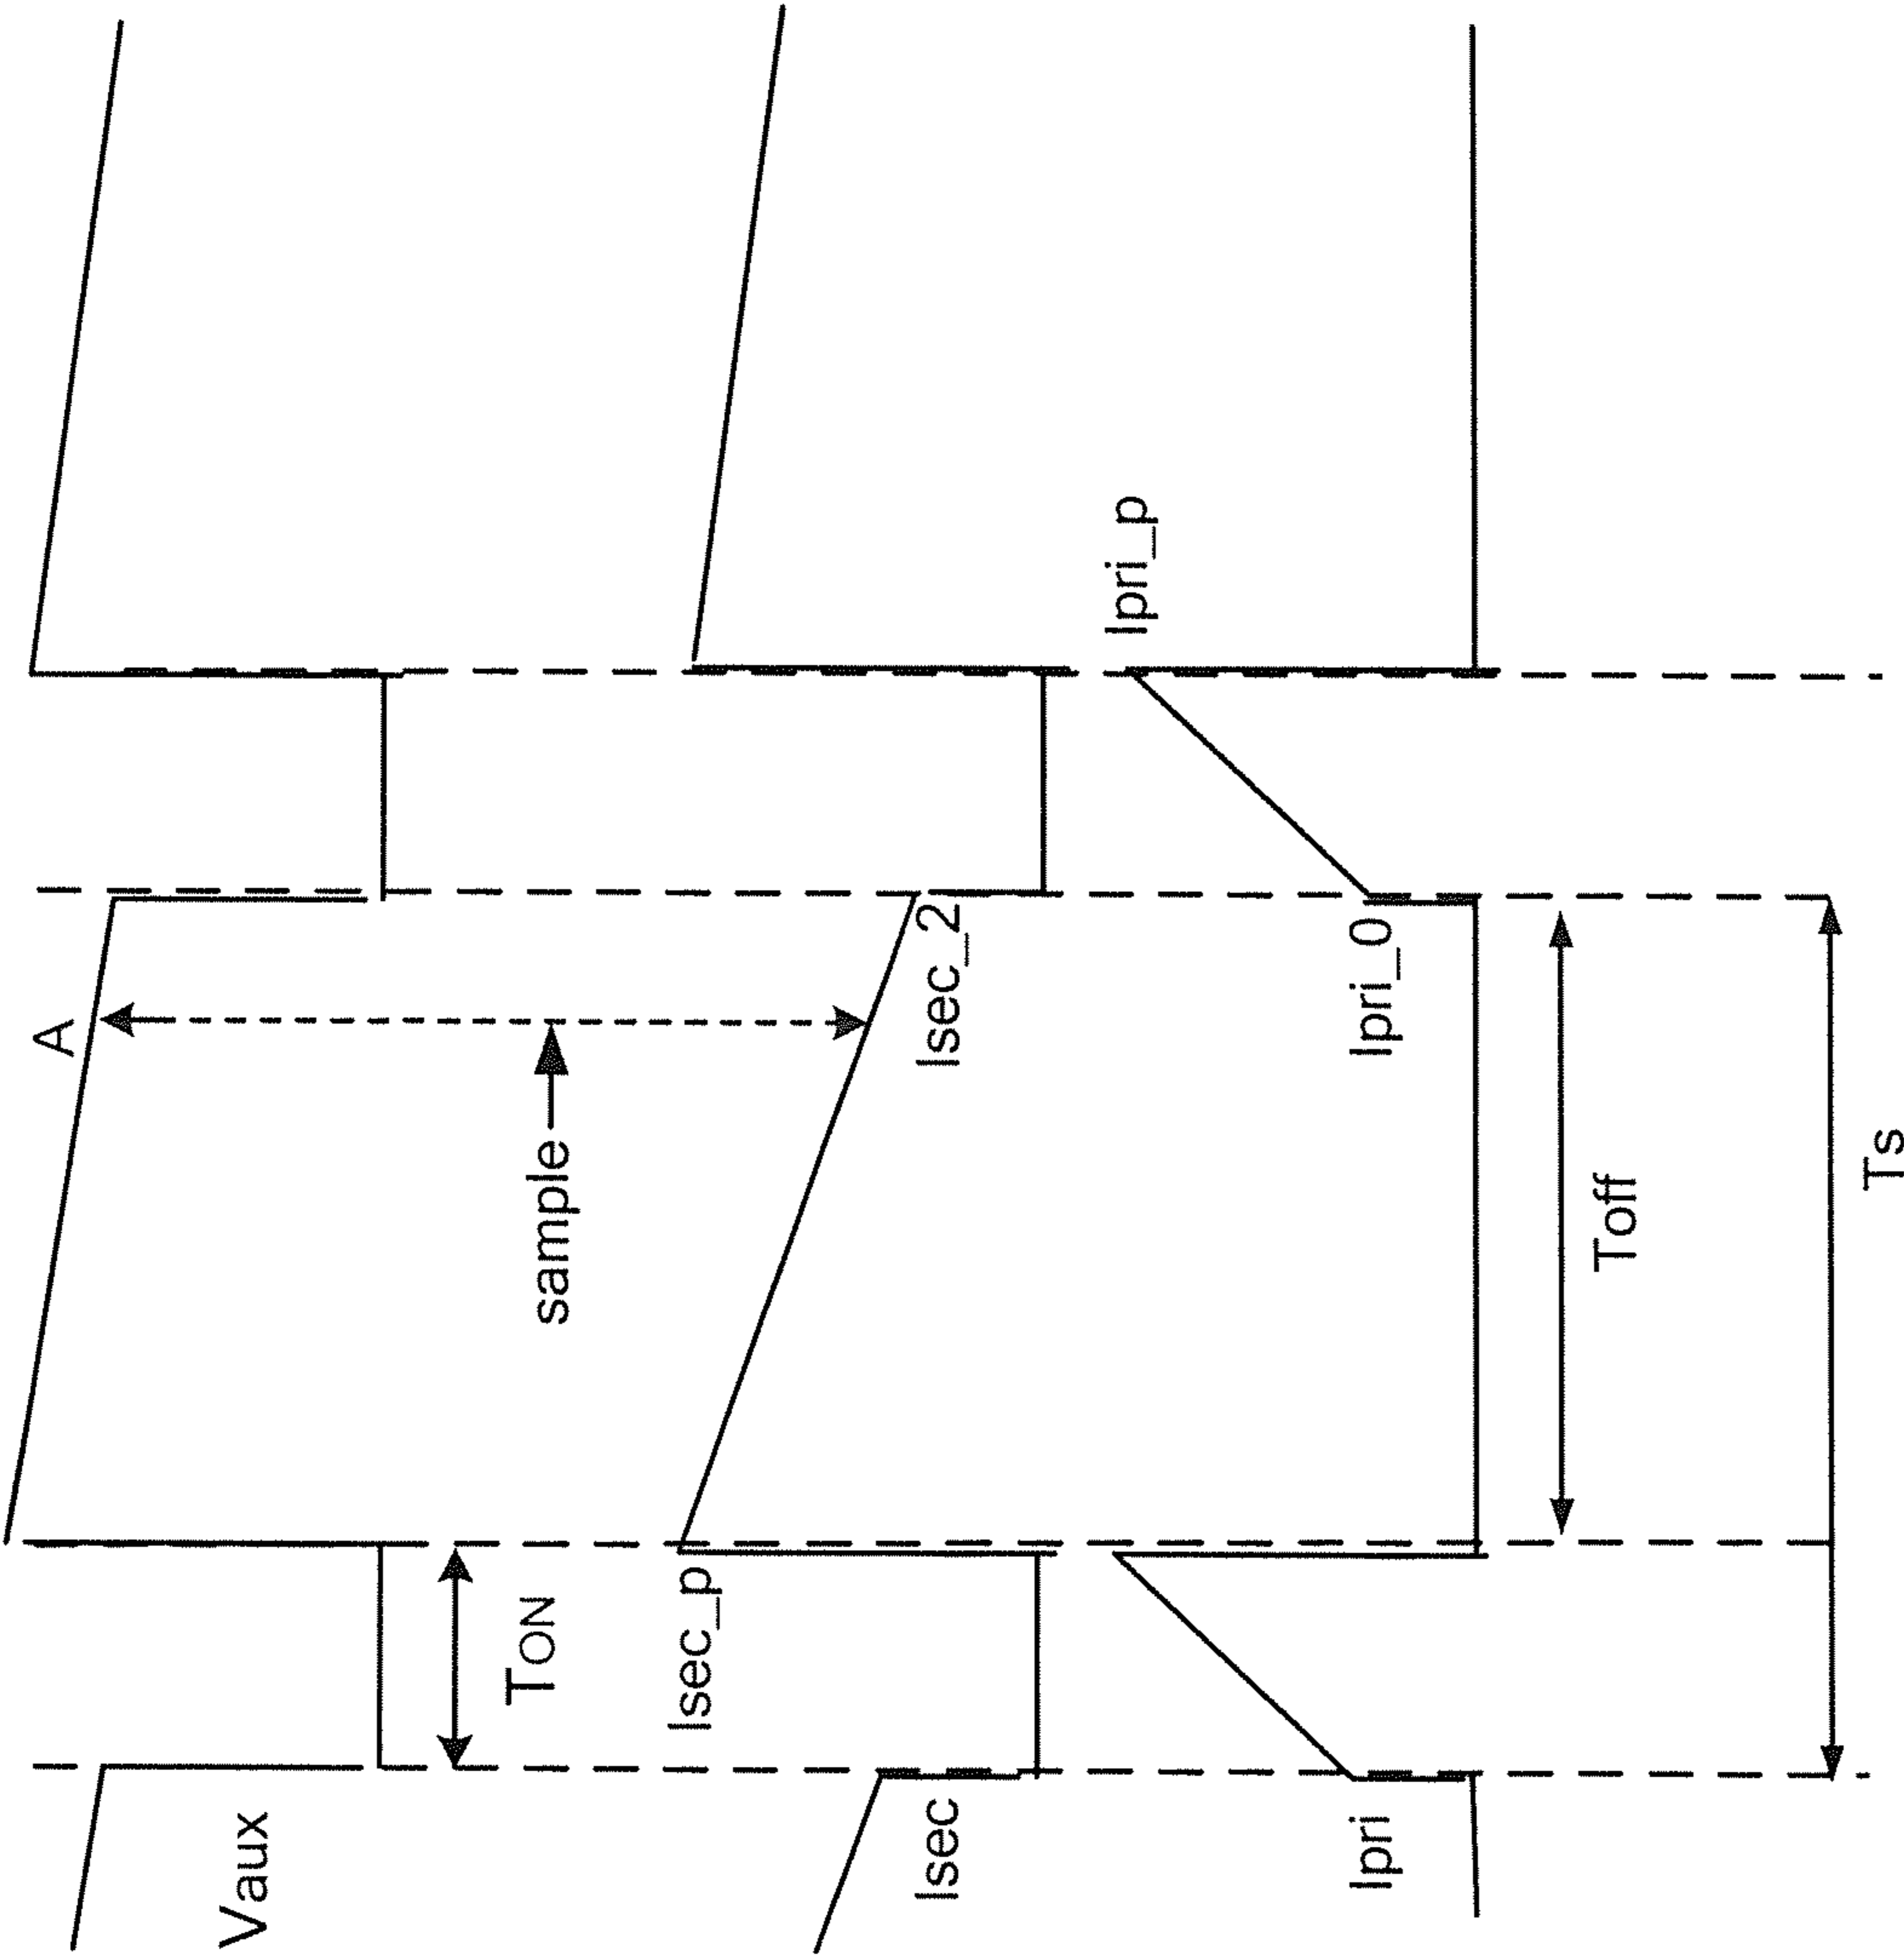 Vaux
A
TON
sample
Isec
Isec_p
Isec_2
Ipri
Ipri_0
Ipri_p
Toff
Ts